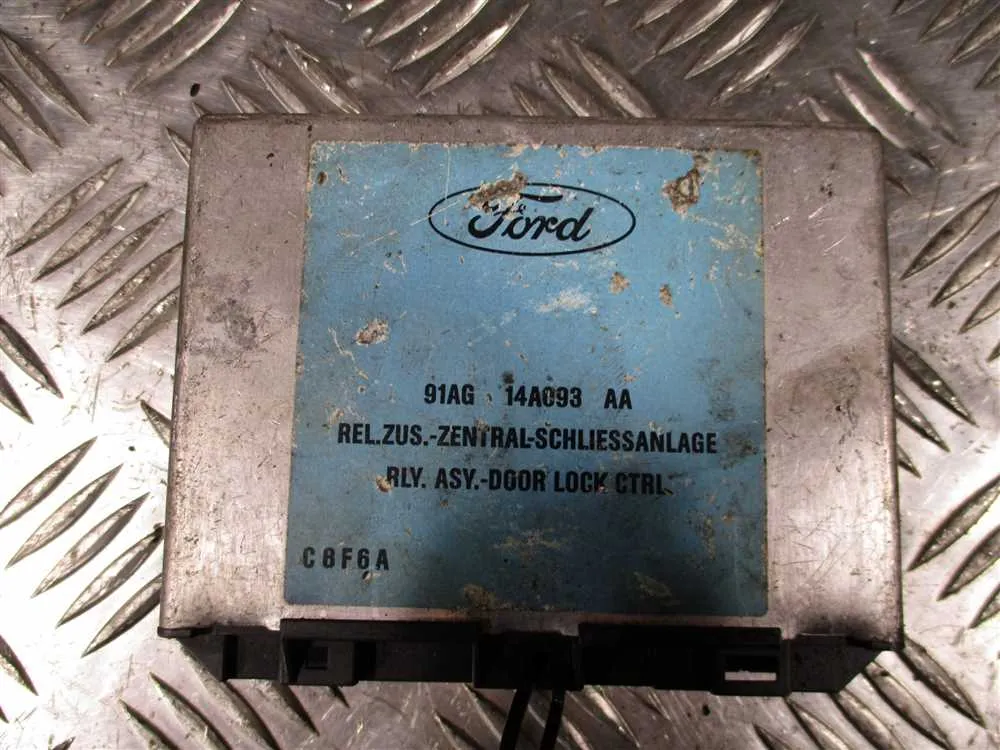 Ford
91AG 14A093 AA
REL.ZUS.-ZENTRAL-SCHLIESSANLAGE
RLY. ASY.-DOOR LOCK CTRL
C8F6A